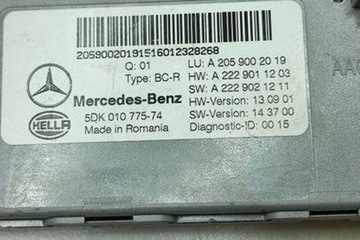 20590020191516012328268
Q: 01 LU: A 205 900 20 19
Type: BC-R HW: A 222 901 12 03
SW: A 222 902 12 11
Mercedes-Benz HW-Version: 13 09 01
HELLA 5DK 010 775-74 SW-Version: 14 37 00
Made in Romania Diagnostic-ID: 00 15